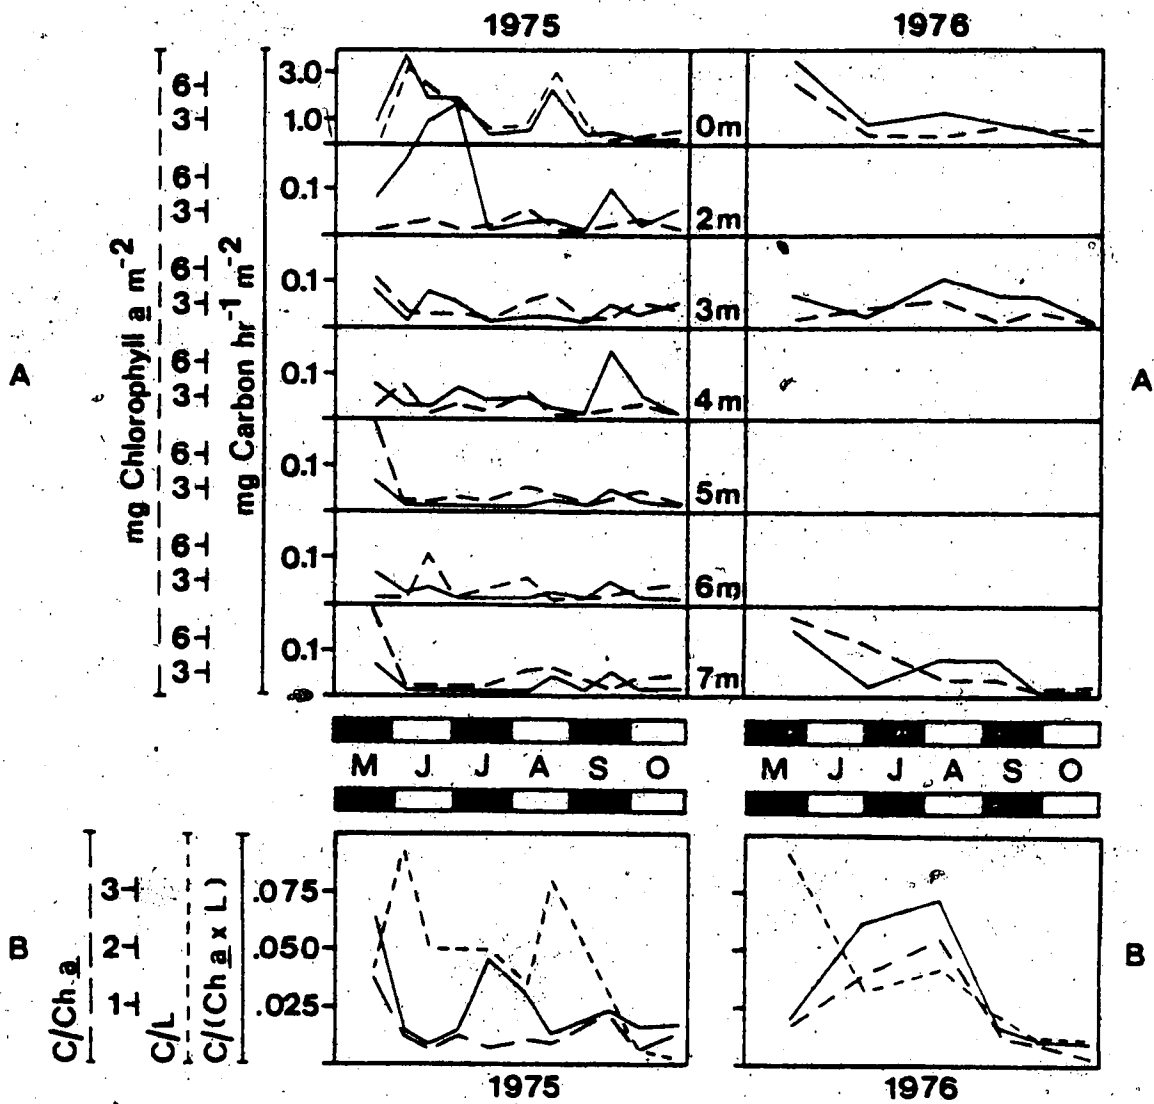 1975 1976
mg Chlorophyll a m-2
mg Carbon hr-1 m-2
A A
6 3 3.0 1.0 0m
6 3 0.1 2m
6 3 0.1 3m
6 3 0.1 4m
6 3 0.1 5m
6 3 0.1 6m
6 3 0.1 7m
M J J A S O M J J A S O
B B
C/Ch a
C/L
C/(Ch a x L)
3 .075
2 .050
1 .025
1975 1976